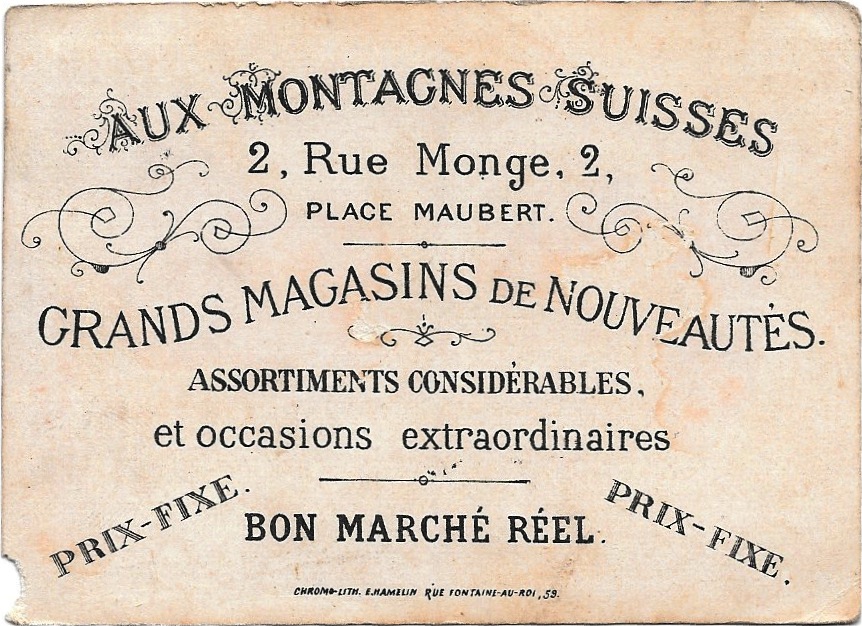 AUX MONTAGNES SUISSES
2, Rue Monge, 2,
PLACE MAUBERT.
GRANDS MAGASINS DE NOUVEAUTÉS.
ASSORTIMENTS CONSIDÉRABLES,
et occasions extraordinaires
PRIX-FIXE.
BON MARCHÉ RÉEL.
PRIX-FIXE.
CHROMO-LITH. E.HAMELIN RUE FONTAINE-AU-ROI, 59.